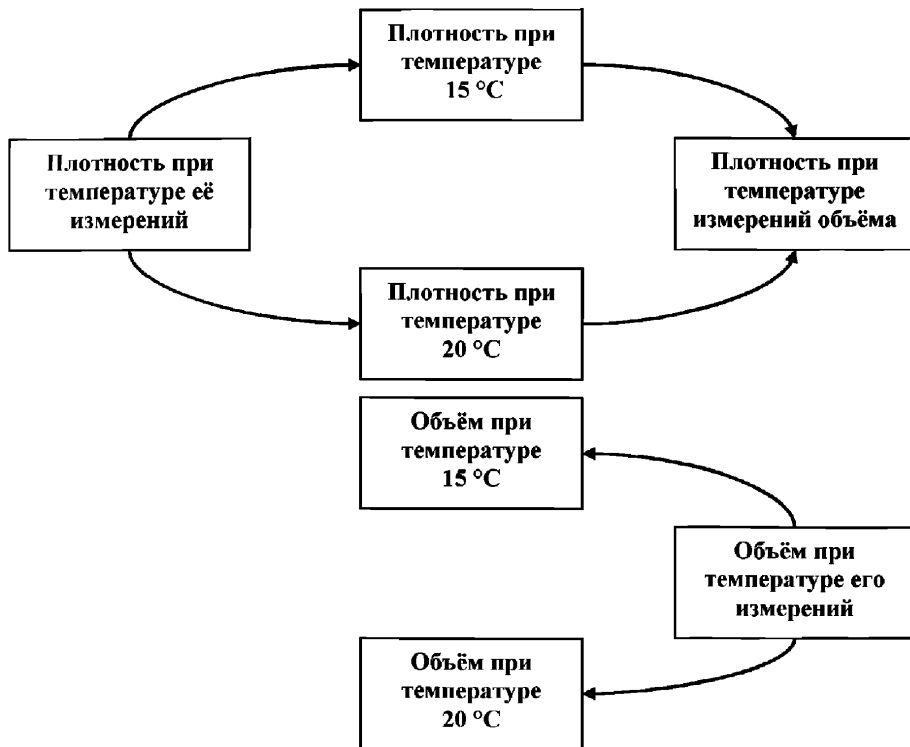 Плотность при
температуре
15 °C
Плотность при
температуре её
измерений
Плотность при
температуре
измерений объёма
Плотность при
температуре
20 °C
Объём при
температуре
15 °C
Объём при
температуре его
измерений
Объём при
температуре
20 °C